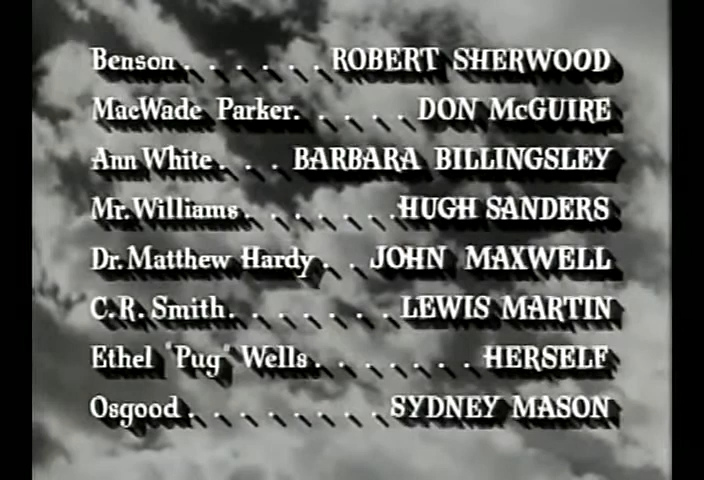 Benson . . . . . . ROBERT SHERWOOD
MacWade Parker. . . . . DON McGUIRE
Ann White . . . BARBARA BILLINGSLEY
Mr. Williams . . . . . . . HUGH SANDERS
Dr. Matthew Hardy . . JOHN MAXWELL
C. R. Smith . . . . . . . LEWIS MARTIN
Ethel "Pug" Wells . . . . . . . HERSELF
Osgood . . . . . . . . SYDNEY MASON